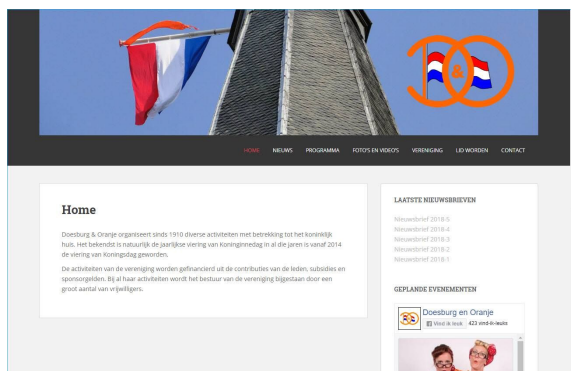 &
HOME NIEUWS PROGRAMMA FOTO'S EN VIDEO'S VERENIGING LID WORDEN CONTACT
Home
Doesburg & Oranje organiseert sinds 1910 diverse activiteiten met betrekking tot het koninklijk
huis. Het bekendst is natuurlijk de jaarlijkse viering van Koninginnedag in al die jaren is vanaf 2014
de viering van Koningsdag geworden.
De activiteiten van de vereniging worden gefinancierd uit de contributies van de leden, subsidies en
sponsorgelden. Bij al haar activiteiten wordt het bestuur van de vereniging bijgestaan door een
groot aantal van vrijwilligers.
LAATSTE NIEUWSBRIEVEN
Nieuwsbrief 2018-5
Nieuwsbrief 2018-4
Nieuwsbrief 2018-3
Nieuwsbrief 2018-2
Nieuwsbrief 2018-1
GEPLANDE EVENEMENTEN
Doesburg en Oranje
Vind ik leuk 423 vind-ik-leuks